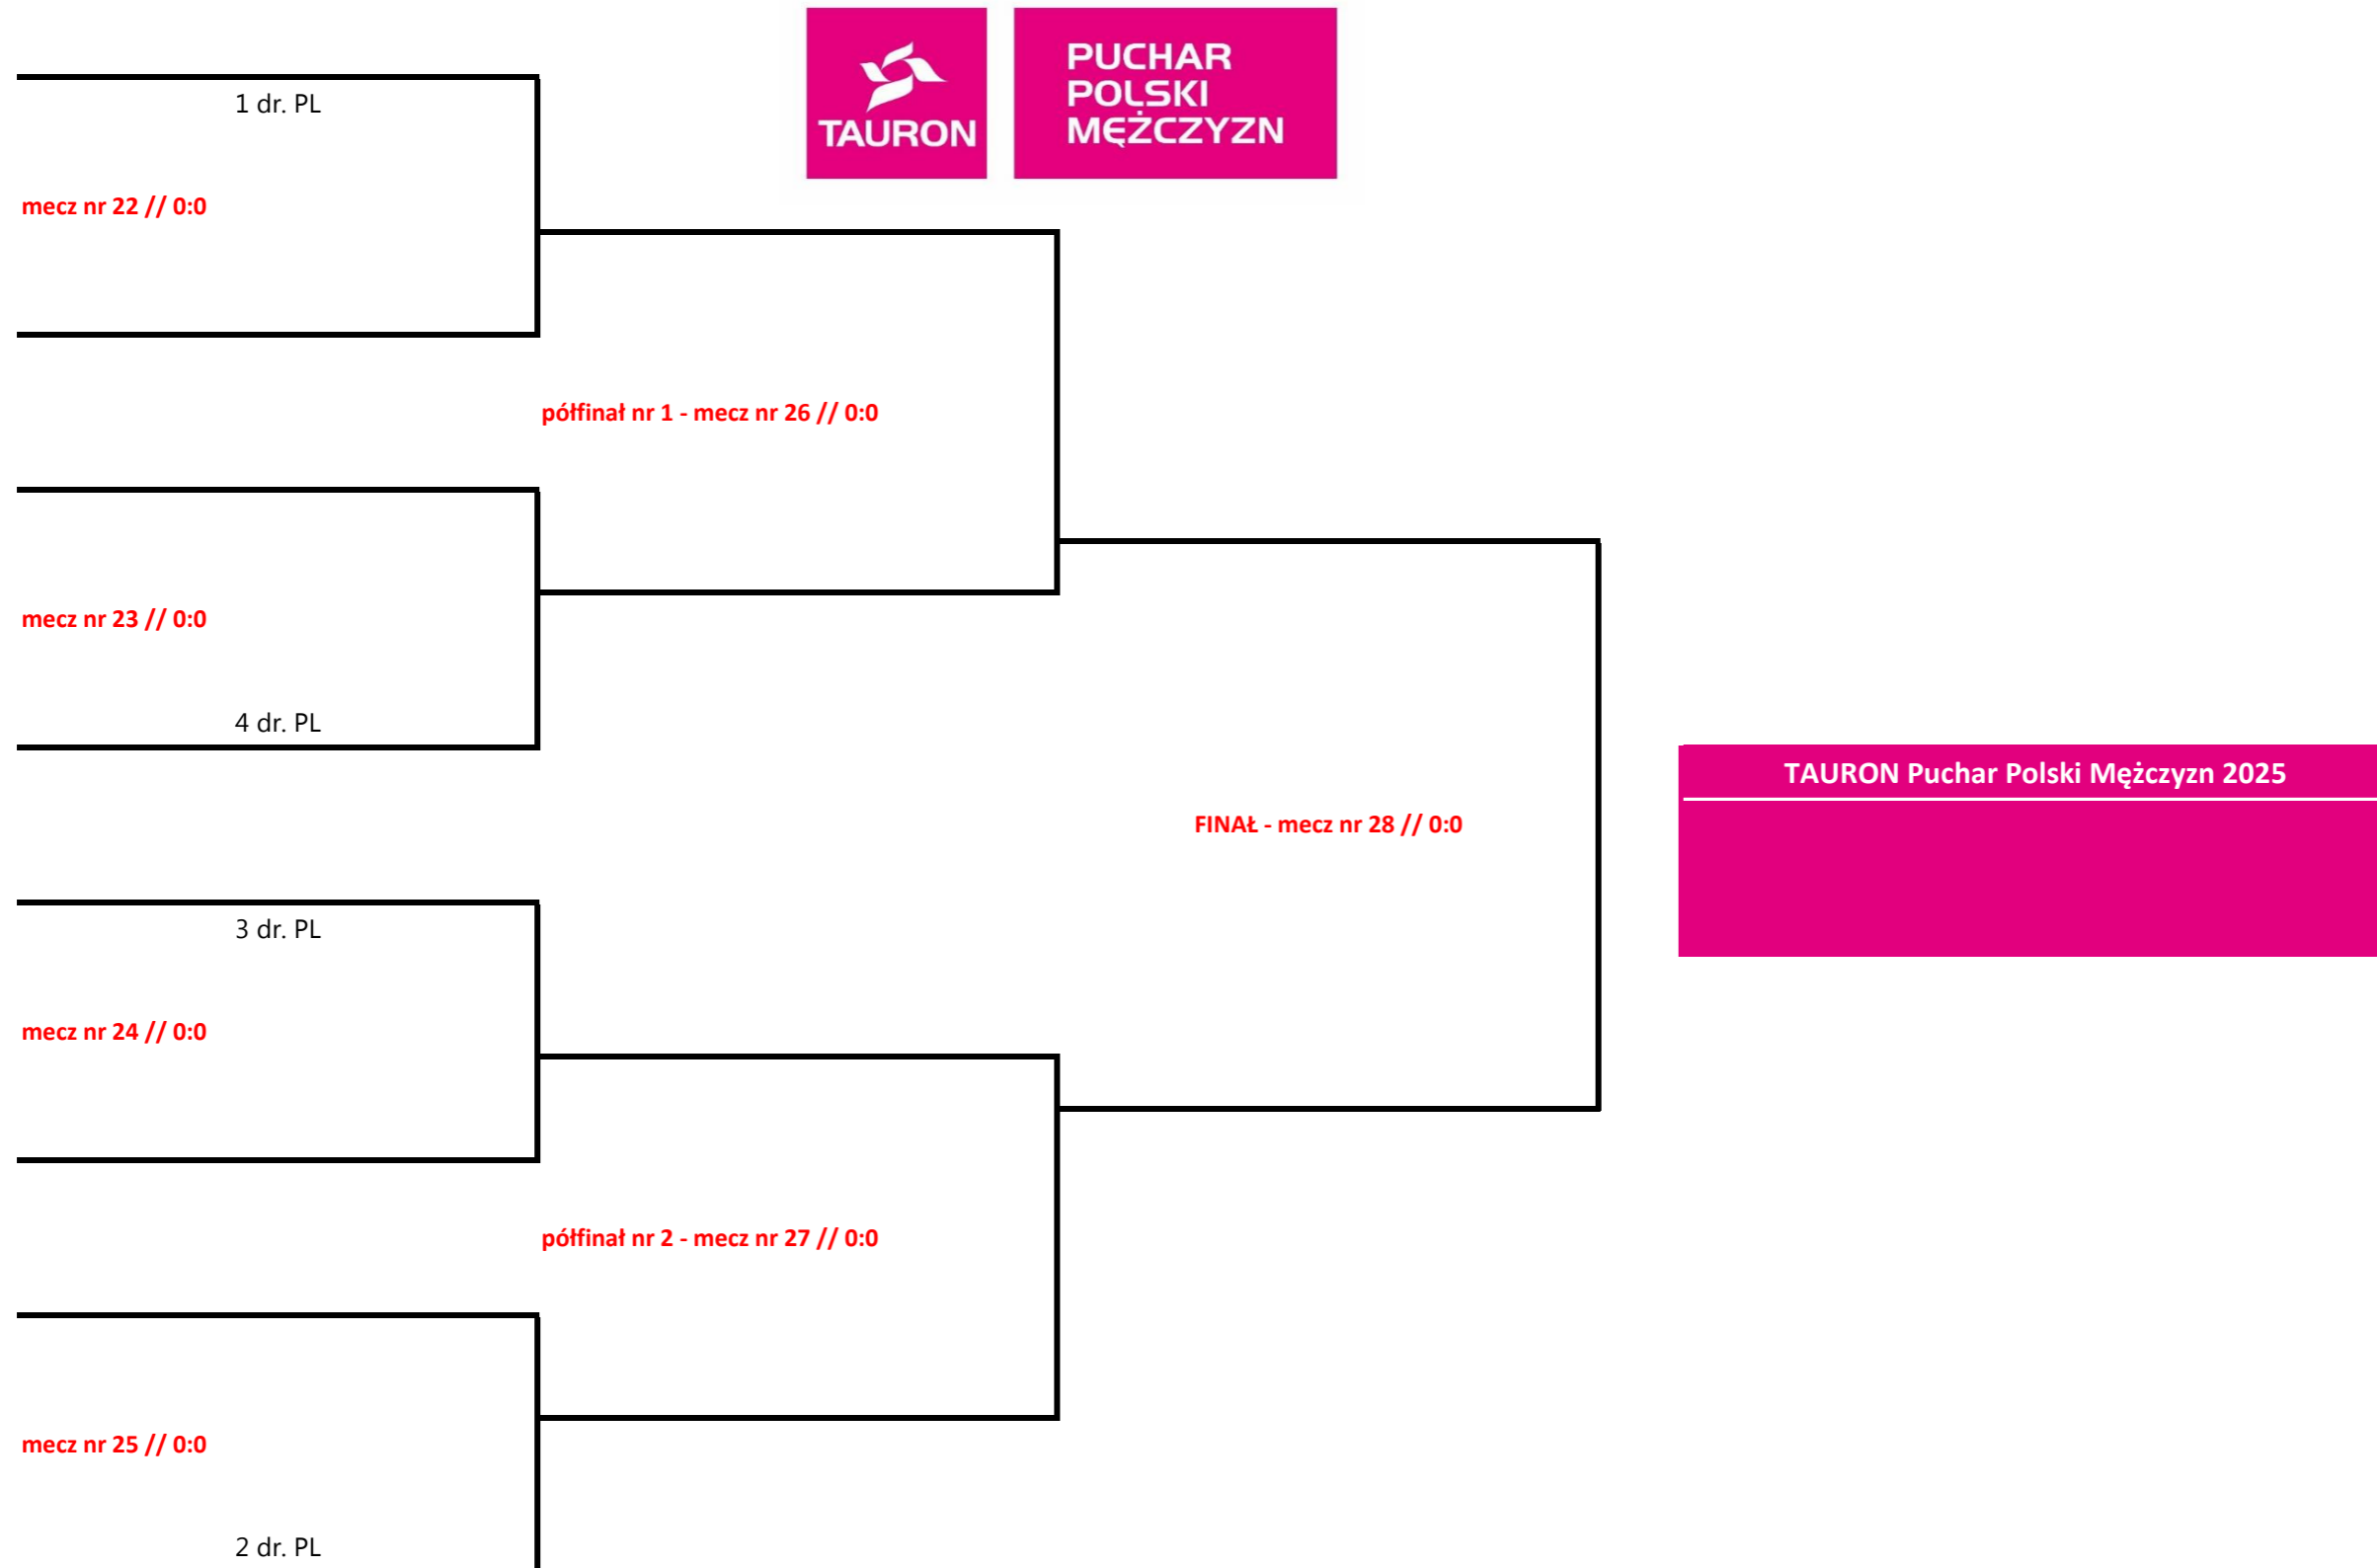 TAURON
PUCHAR
POLSKI
MĘŻCZYZN
1 dr. PL
mecz nr 22 // 0:0
półfinał nr 1 - mecz nr 26 // 0:0
mecz nr 23 // 0:0
4 dr. PL
TAURON Puchar Polski Mężczyzn 2025
FINAŁ - mecz nr 28 // 0:0
3 dr. PL
mecz nr 24 // 0:0
półfinał nr 2 - mecz nr 27 // 0:0
mecz nr 25 // 0:0
2 dr. PL